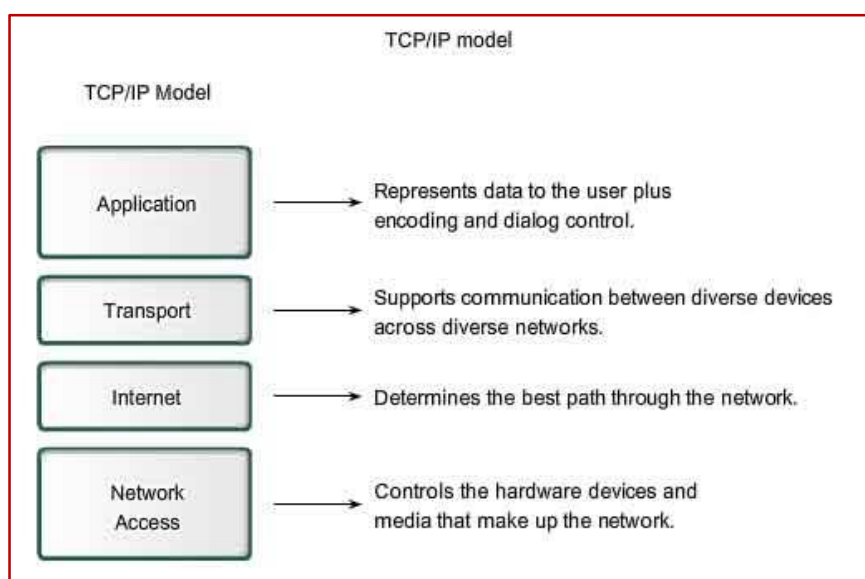 TCP/IP model
TCP/IP Model
Application
Represents data to the user plus
encoding and dialog control.
Transport
Supports communication between diverse devices
across diverse networks.
Internet
Determines the best path through the network.
Network
Access
Controls the hardware devices and
media that make up the network.